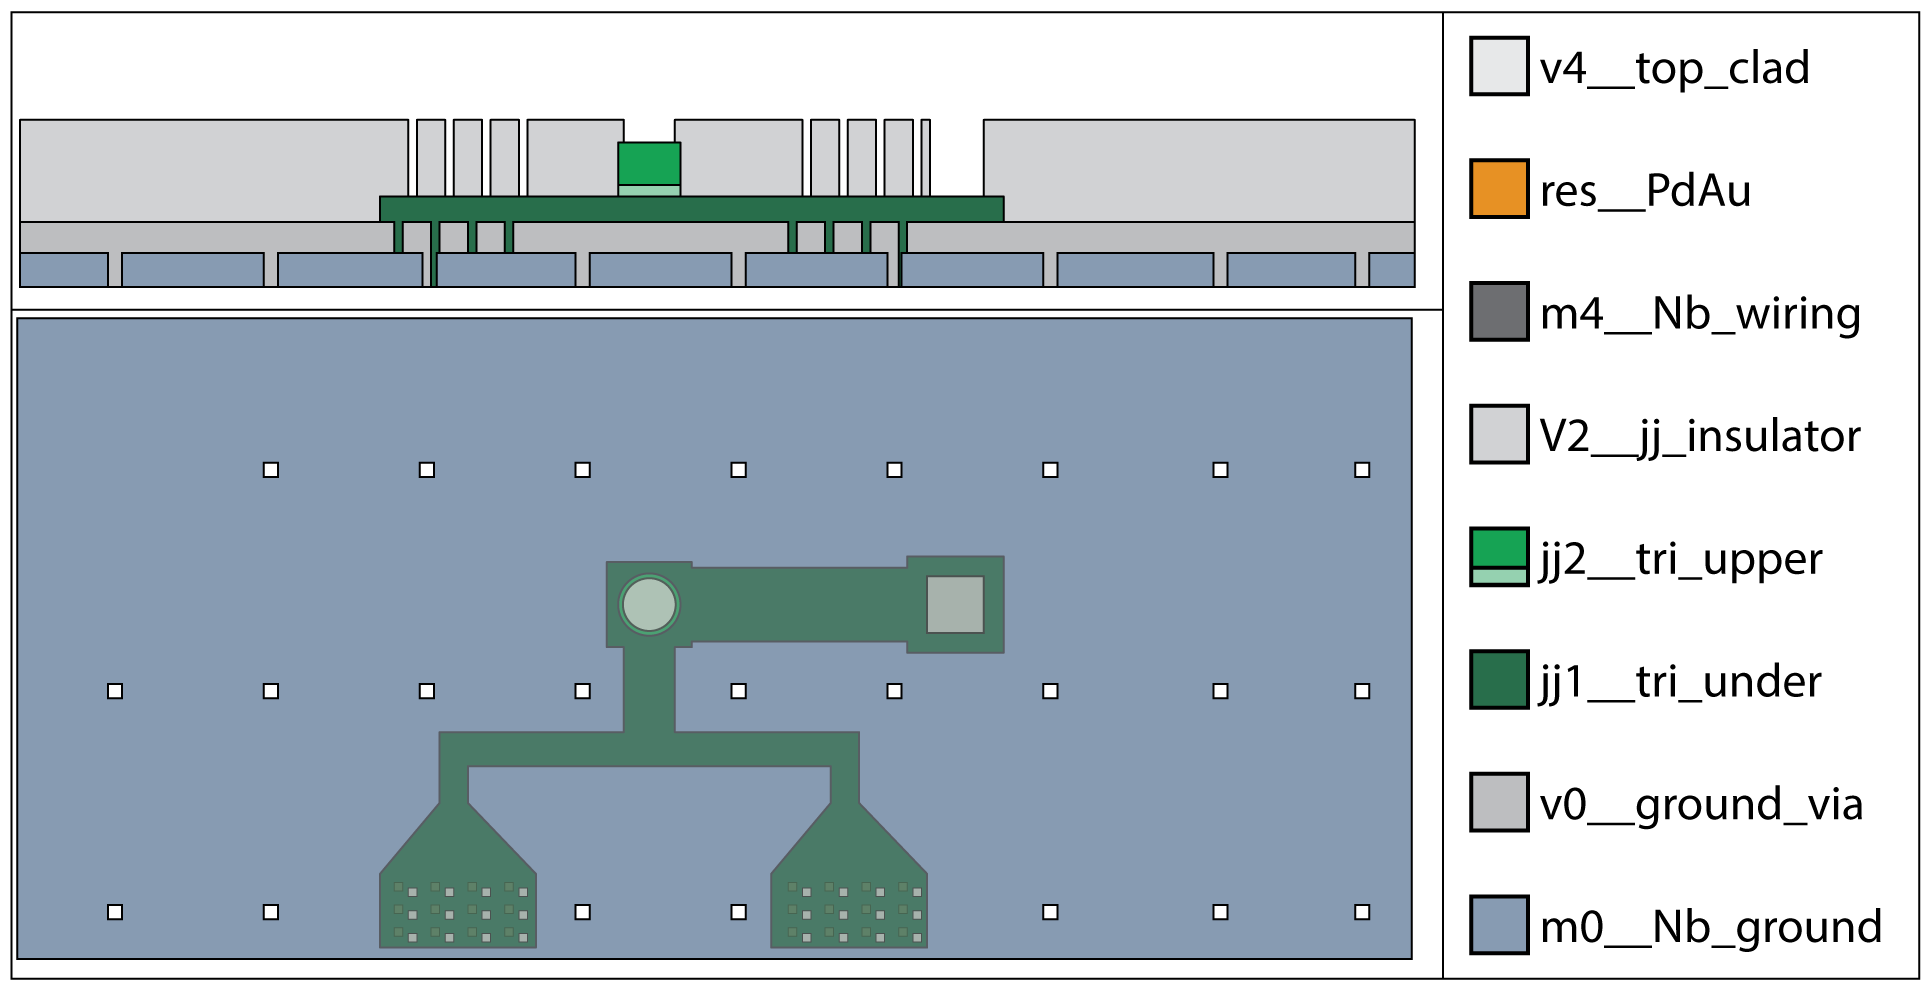 v4__top_clad
res__PdAu
m4__Nb_wiring
V2__jj_insulator
jj2__tri_upper
jj1__tri_under
v0__ground_via
m0__Nb_ground